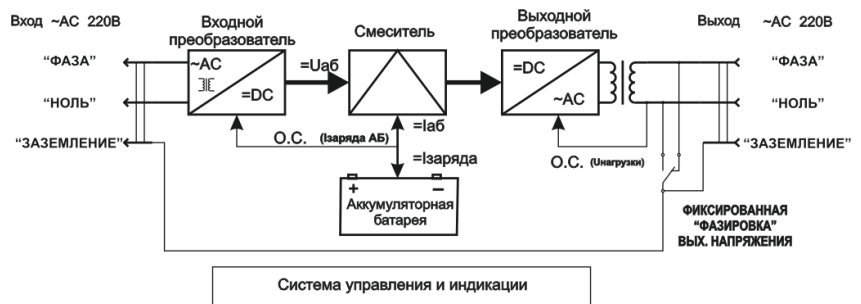 Вход ~AC 220В
Входной
преобразователь
Смеситель
Выходной
преобразователь
Выход ~AC 220В
“ФАЗА”
~AC
=DC
=Uаб
=DC
~AC
“ФАЗА”
“НОЛЬ”
“НОЛЬ”
“ЗАЗЕМЛЕНИЕ”
О.С. (Iзаряда АБ)
=Iаб
=Iзаряда
О.С. (Uнагрузки)
“ЗАЗЕМЛЕНИЕ”
+ –
Аккумуляторная
батарея
ФИКСИРОВАННАЯ
“ФАЗИРОВКА”
ВЫХ. НАПРЯЖЕНИЯ
Система управления и индикации